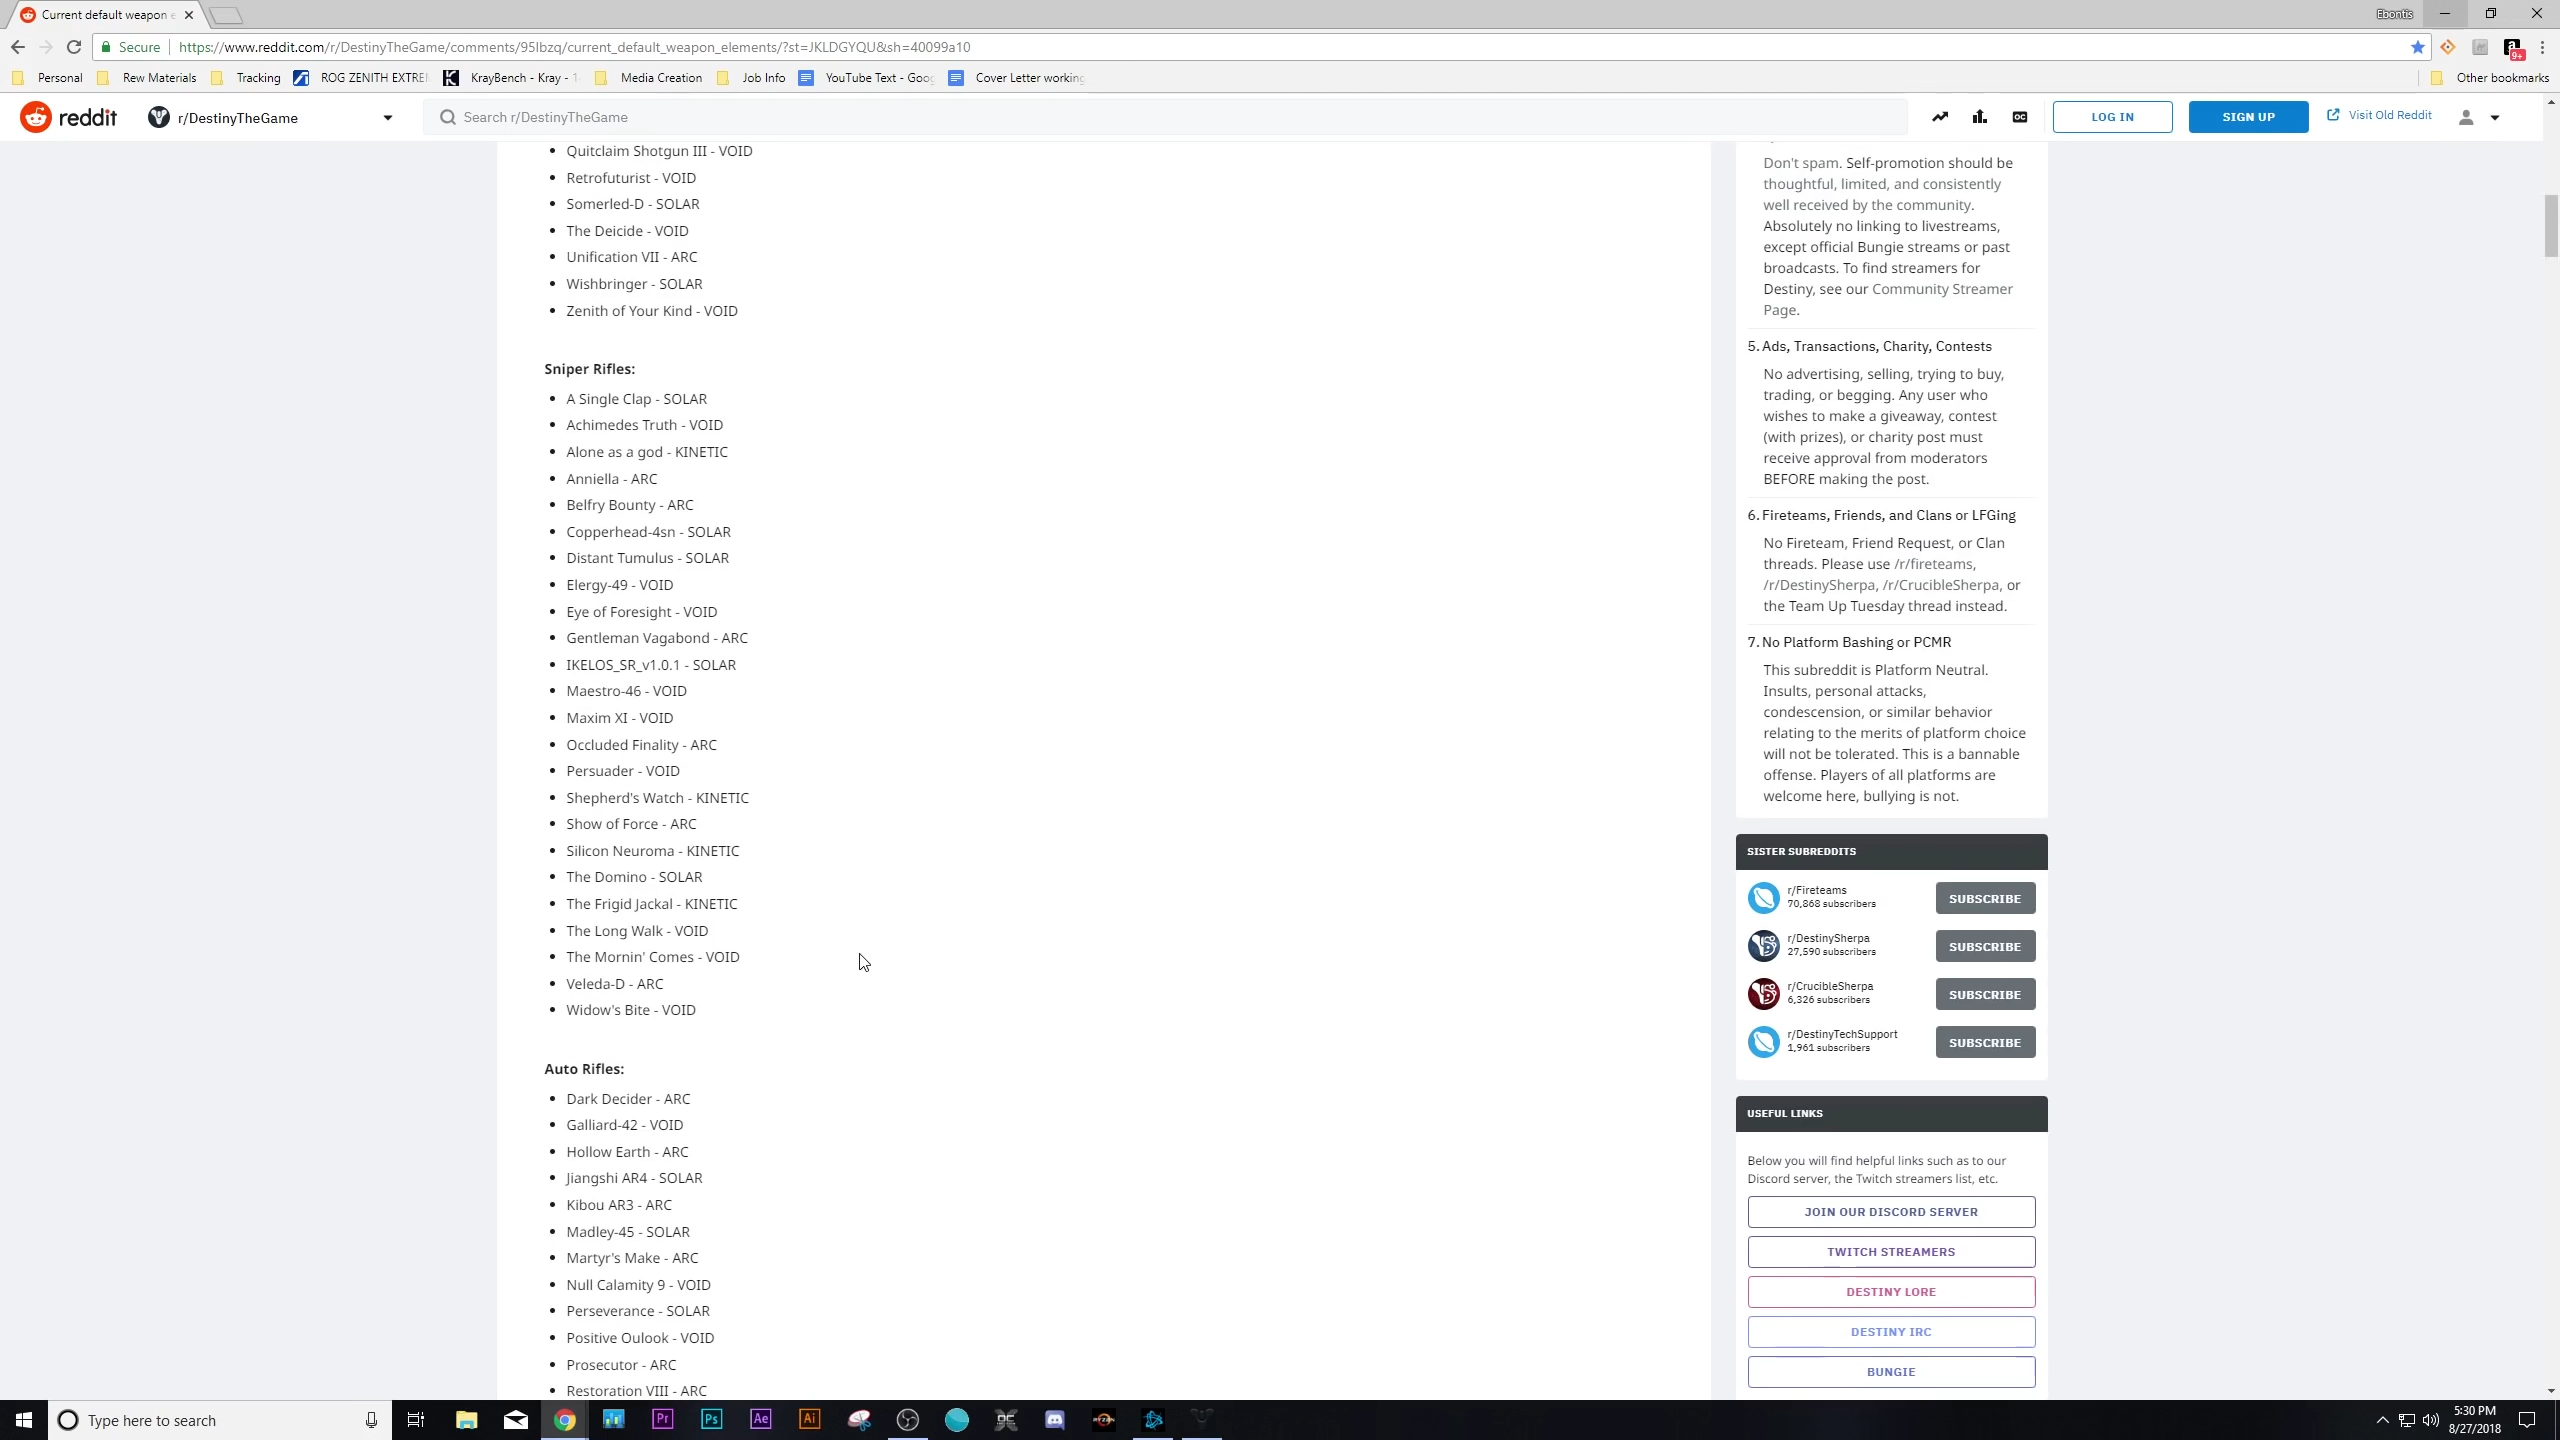 Current default weapon e
Ebontis
Secure https://www.reddit.com/r/DestinyTheGame/comments/95lbzq/current_default_weapon_elements/?st=JKLDGYQU&sh=40099a10
9+
Personal Rew Materials Tracking ROG ZENITH EXTRE KrayBench - Kray - 1 Media Creation Job Info YouTube Text - Goo Cover Letter working Other bookmarks
reddit r/DestinyTheGame Search r/DestinyTheGame OC LOG IN SIGN UP Visit Old Reddit
Quitclaim Shotgun III - VOID
Retrofuturist - VOID
Somerled-D - SOLAR
The Deicide - VOID
Unification VII - ARC
Wishbringer - SOLAR
Zenith of Your Kind - VOID
Sniper Rifles:
A Single Clap - SOLAR
Achimedes Truth - VOID
Alone as a god - KINETIC
Anniella - ARC
Belfry Bounty - ARC
Copperhead-4sn - SOLAR
Distant Tumulus - SOLAR
Elergy-49 - VOID
Eye of Foresight - VOID
Gentleman Vagabond - ARC
IKELOS_SR_v1.0.1 - SOLAR
Maestro-46 - VOID
Maxim XI - VOID
Occluded Finality - ARC
Persuader - VOID
Shepherd's Watch - KINETIC
Show of Force - ARC
Silicon Neuroma - KINETIC
The Domino - SOLAR
The Frigid Jackal - KINETIC
The Long Walk - VOID
The Mornin' Comes - VOID
Veleda-D - ARC
Widow's Bite - VOID
Auto Rifles:
Dark Decider - ARC
Galliard-42 - VOID
Hollow Earth - ARC
Jiangshi AR4 - SOLAR
Kibou AR3 - ARC
Madley-45 - SOLAR
Martyr's Make - ARC
Null Calamity 9 - VOID
Perseverance - SOLAR
Positive Oulook - VOID
Prosecutor - ARC
Restoration VIII - ARC
Don't spam. Self-promotion should be
thoughtful, limited, and consistently
well received by the community.
Absolutely no linking to livestreams,
except official Bungie streams or past
broadcasts. To find streamers for
Destiny, see our Community Streamer
Page.
5. Ads, Transactions, Charity, Contests
No advertising, selling, trying to buy,
trading, or begging. Any user who
wishes to make a giveaway, contest
(with prizes), or charity post must
receive approval from moderators
BEFORE making the post.
6. Fireteams, Friends, and Clans or LFGing
No Fireteam, Friend Request, or Clan
threads. Please use /r/fireteams,
/r/DestinySherpa, /r/CrucibleSherpa, or
the Team Up Tuesday thread instead.
7. No Platform Bashing or PCMR
This subreddit is Platform Neutral.
Insults, personal attacks,
condescension, or similar behavior
relating to the merits of platform choice
will not be tolerated. This is a bannable
offense. Players of all platforms are
welcome here, bullying is not.
SISTER SUBREDDITS
r/Fireteams
70,868 subscribers
SUBSCRIBE
r/DestinySherpa
27,590 subscribers
SUBSCRIBE
r/CrucibleSherpa
6,326 subscribers
SUBSCRIBE
r/DestinyTechSupport
1,961 subscribers
SUBSCRIBE
USEFUL LINKS
Below you will find helpful links such as to our
Discord server, the Twitch streamers list, etc.
JOIN OUR DISCORD SERVER
TWITCH STREAMERS
DESTINY LORE
DESTINY IRC
BUNGIE
Type here to search Pr Ps Ae Ai
5:30 PM
8/27/2018